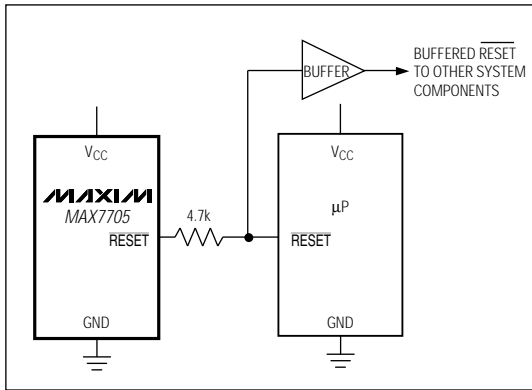 BUFFER
BUFFERED RESET
TO OTHER SYSTEM
COMPONENTS
VCC
VCC
MAXIM
MAX7705
4.7k
µP
RESET
RESET
GND
GND